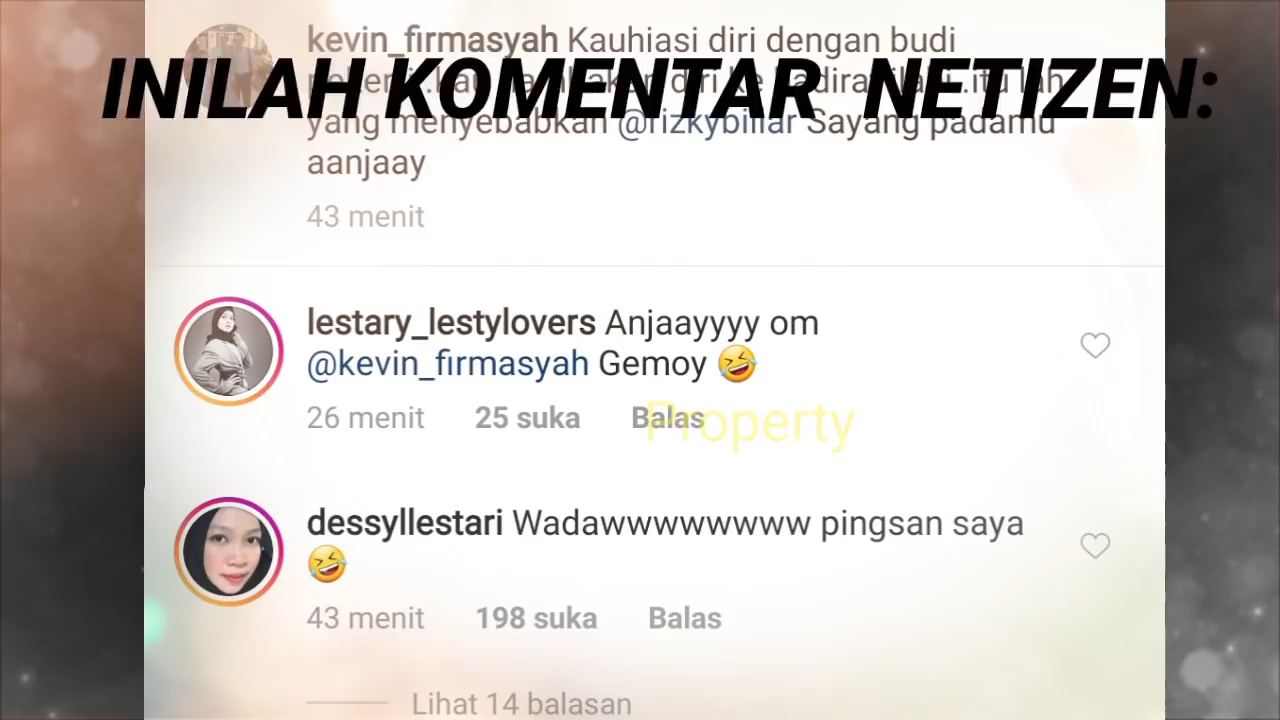 kevin_firmasyah Kauhiasi diri dengan budi
INILAH KOMENTAR NETIZEN:
yang menyebabkan @rizkybillar Sayang padamu
aanjaay
43 menit
lestary_lestylovers Anjaayyyy om
@kevin_firmasyah Gemoy 🤣
26 menit 25 suka Balas
Property
dessyllestari Wadawwwwwwww pingsan saya
🤣
43 menit 198 suka Balas
Lihat 14 balasan